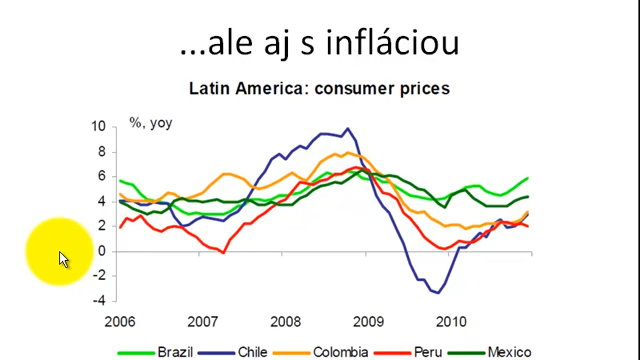 ...ale aj s infláciou
Latin America: consumer prices
%, yoy
10
8
6
4
2
0
-2
-4
2006 2007 2008 2009 2010
Brazil Chile Colombia Peru Mexico